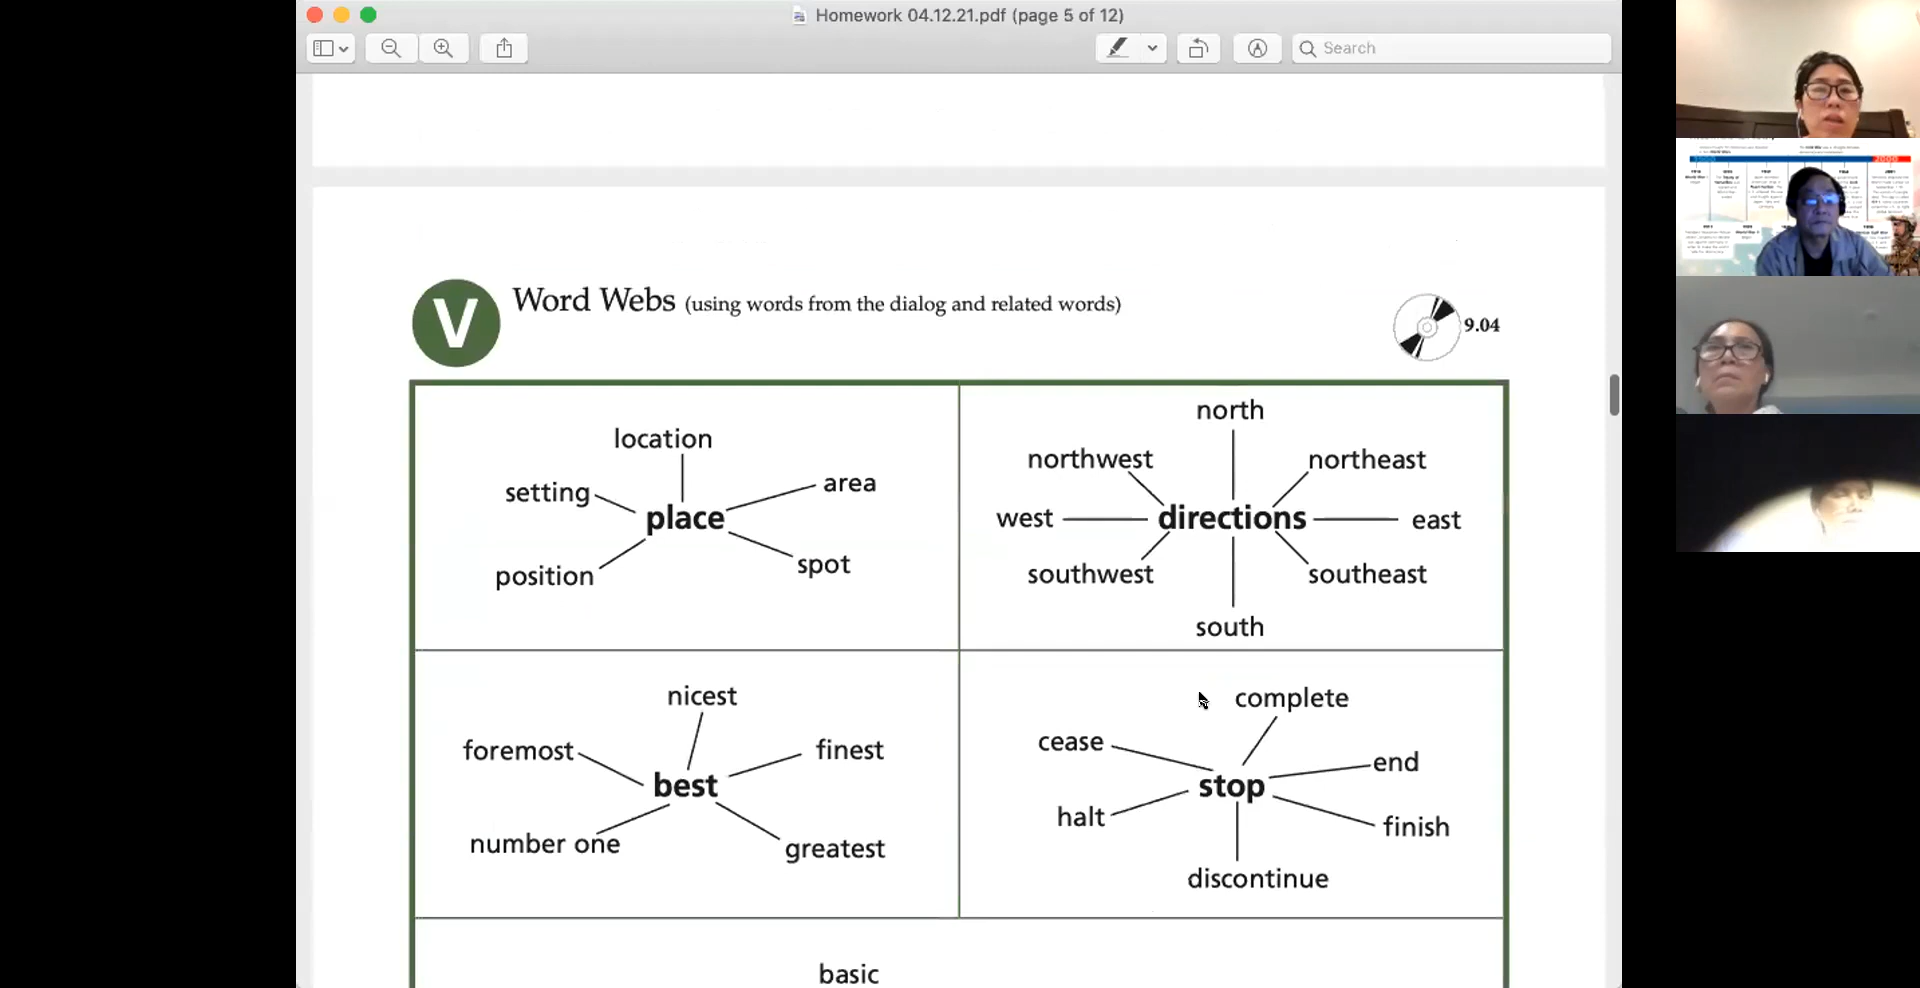 Homework 04.12.21.pdf (page 5 of 12)
Search
V
Word Webs (using words from the dialog and related words)
9.04
location
setting
area
place
position
spot
north
northwest
northeast
west
directions
east
southwest
southeast
south
nicest
foremost
finest
best
number one
greatest
complete
cease
end
stop
halt
finish
discontinue
basic
2000